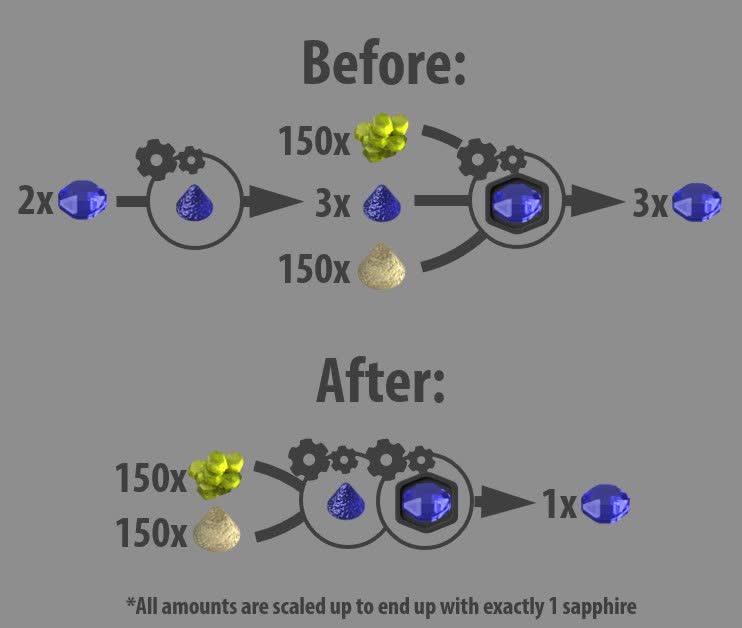 Before:
150x
2x
3x
3x
150x
After:
150x
150x
1x
*All amounts are scaled up to end up with exactly 1 sapphire